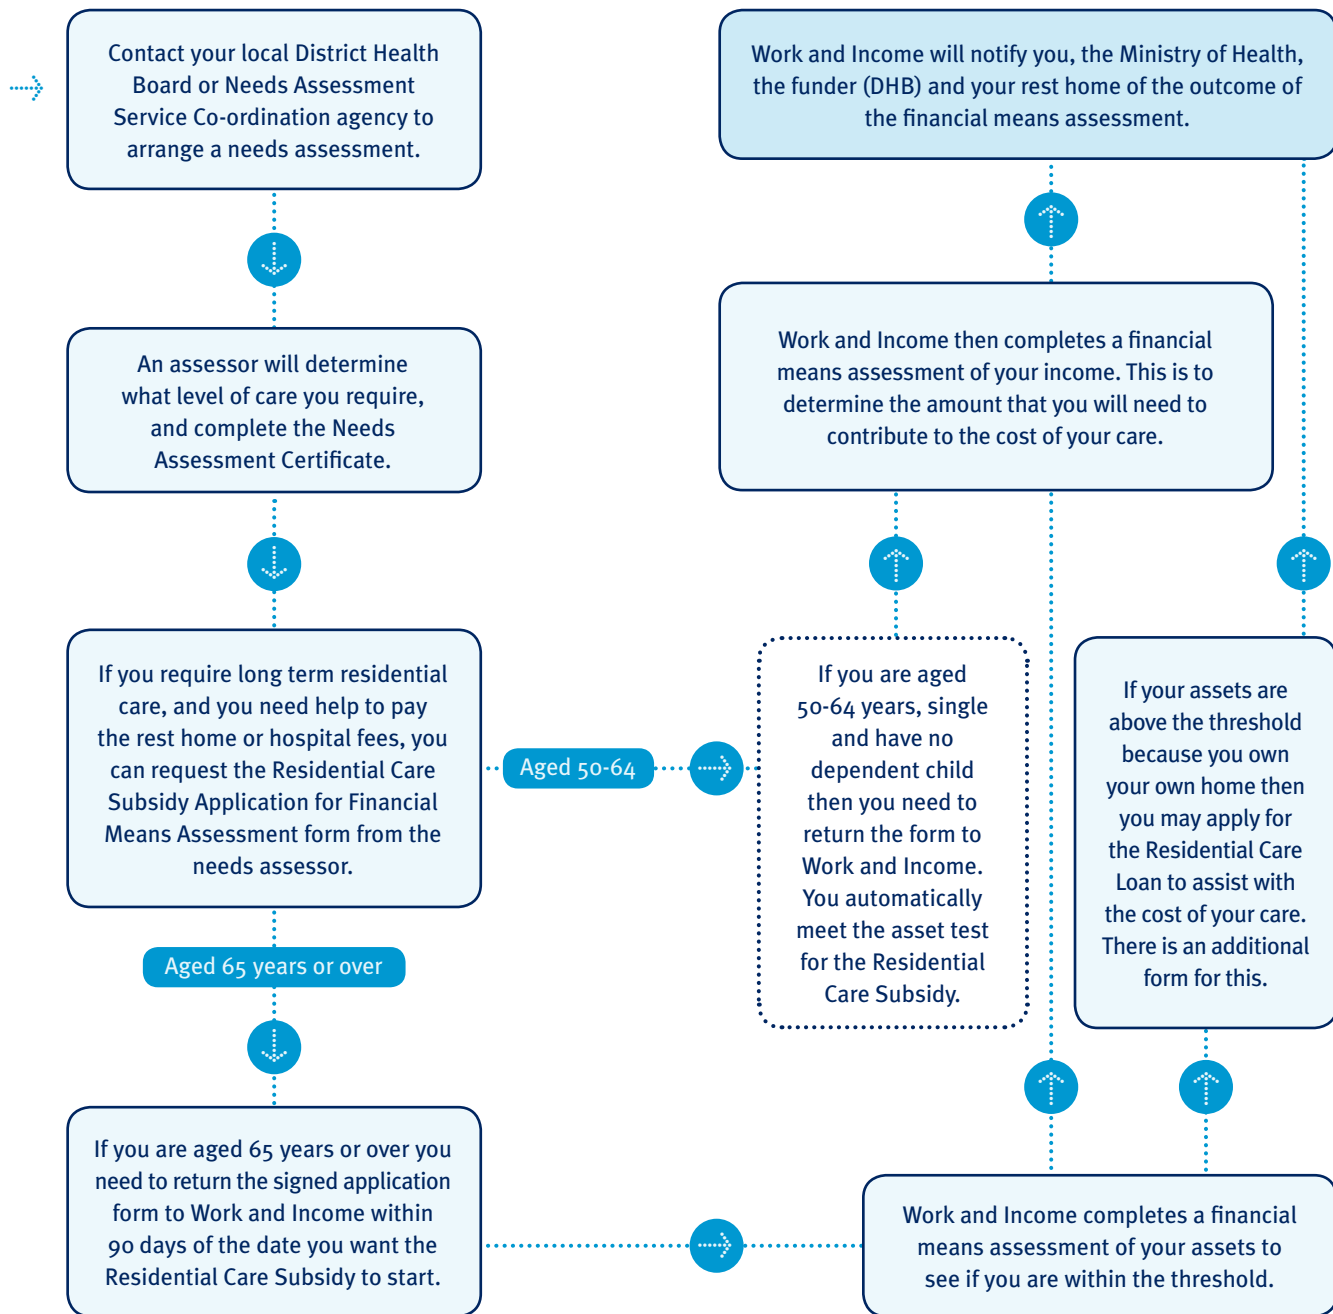 Contact your local District Health
Board or Needs Assessment
Service Co-ordination agency to
arrange a needs assessment.
An assessor will determine
what level of care you require,
and complete the Needs
Assessment Certificate.
If you require long term residential
care, and you need help to pay
the rest home or hospital fees, you
can request the Residential Care
Subsidy Application for Financial
Means Assessment form from the
needs assessor.
Aged 65 years or over
If you are aged 65 years or over you
need to return the signed application
form to Work and Income within
90 days of the date you want the
Residential Care Subsidy to start.
Aged 50-64
If you are aged
50-64 years, single
and have no
dependent child
then you need to
return the form to
Work and Income.
You automatically
meet the asset test
for the Residential
Care Subsidy.
Work and Income completes a financial
means assessment of your assets to
see if you are within the threshold.
If your assets are
above the threshold
because you own
your own home then
you may apply for
the Residential Care
Loan to assist with
the cost of your care.
There is an additional
form for this.
Work and Income then completes a financial
means assessment of your income. This is to
determine the amount that you will need to
contribute to the cost of your care.
Work and Income will notify you, the Ministry of Health,
the funder (DHB) and your rest home of the outcome of
the financial means assessment.